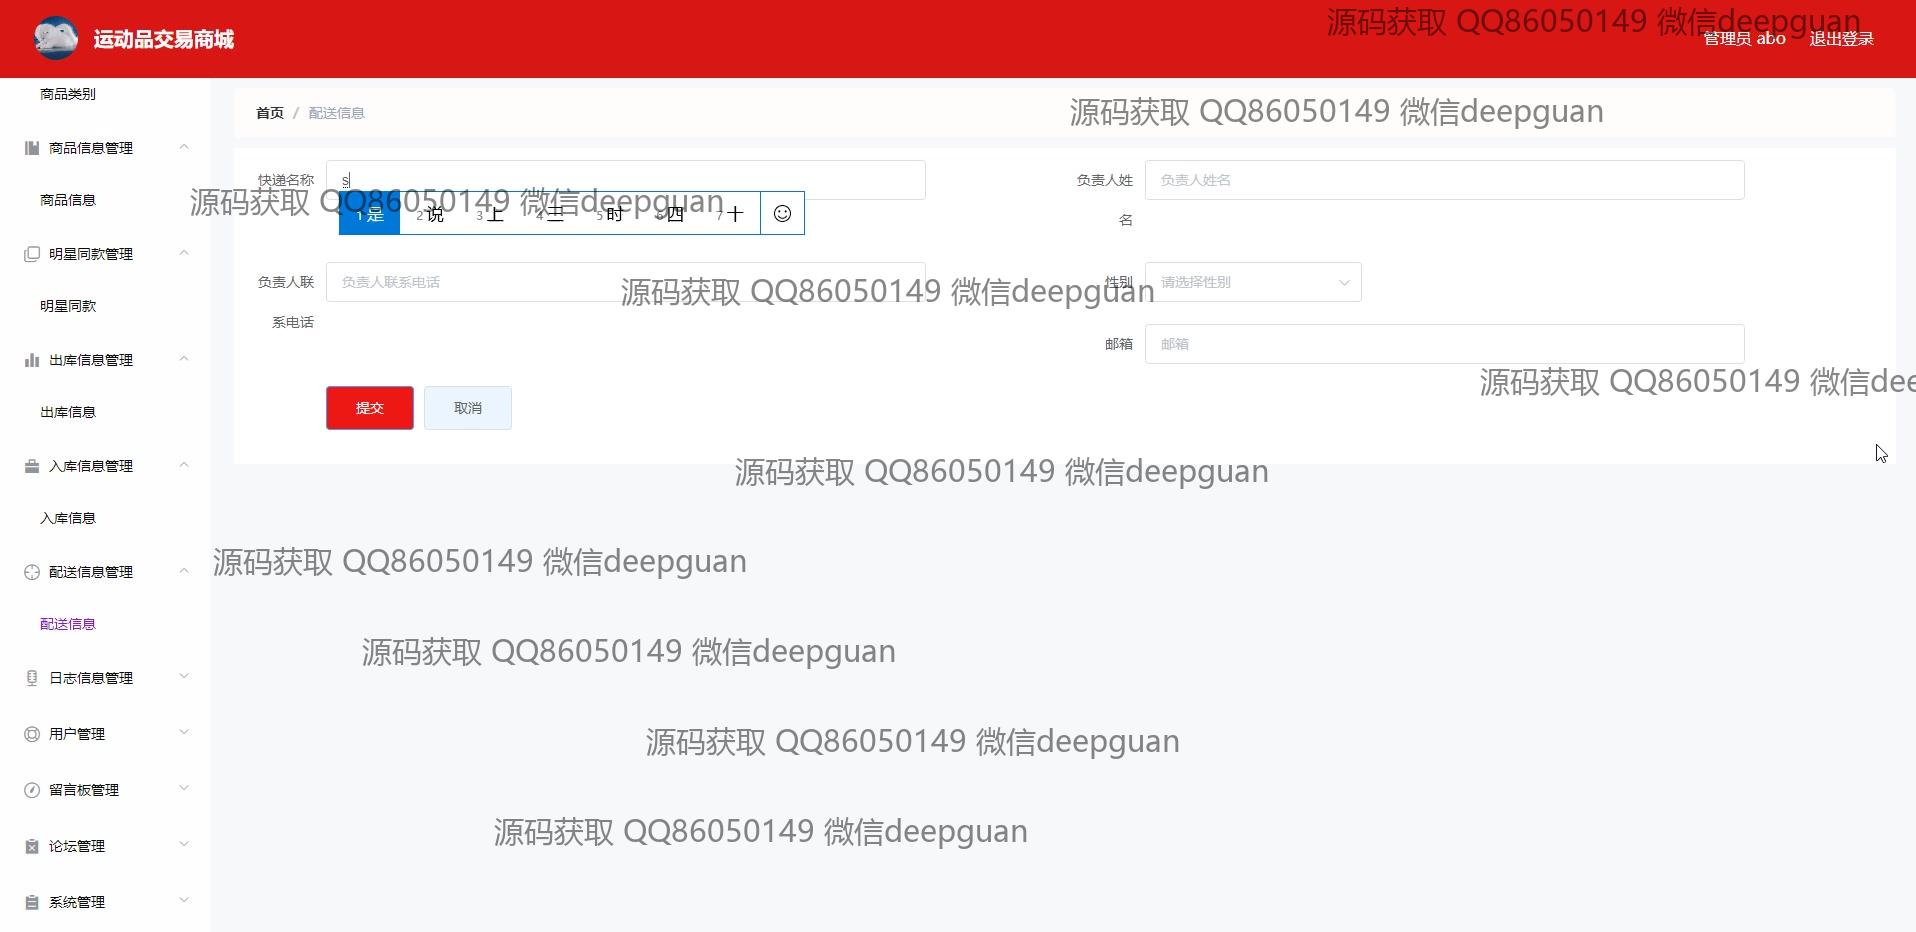 运动品交易商城
源码获取 QQ86050149 微信deepguan
管理员 abo 退出登录
商品类别
首页 / 配送信息
源码获取 QQ86050149 微信deepguan
商品信息管理
快递名称 s
负责人姓名 负责人姓名
商品信息
源码获取 QQ86050149 微信deepguan
1 是 2 说 3 上 4 三 5 时 6 四 7 十
明星同款管理
负责人联系电话 负责人联系电话
性别 请选择性别
源码获取 QQ86050149 微信deepguan
明星同款
邮箱 邮箱
出库信息管理
源码获取 QQ86050149 微信dee
出库信息
提交 取消
入库信息管理
源码获取 QQ86050149 微信deepguan
入库信息
配送信息管理
源码获取 QQ86050149 微信deepguan
配送信息
源码获取 QQ86050149 微信deepguan
日志信息管理
用户管理
源码获取 QQ86050149 微信deepguan
留言板管理
源码获取 QQ86050149 微信deepguan
论坛管理
系统管理